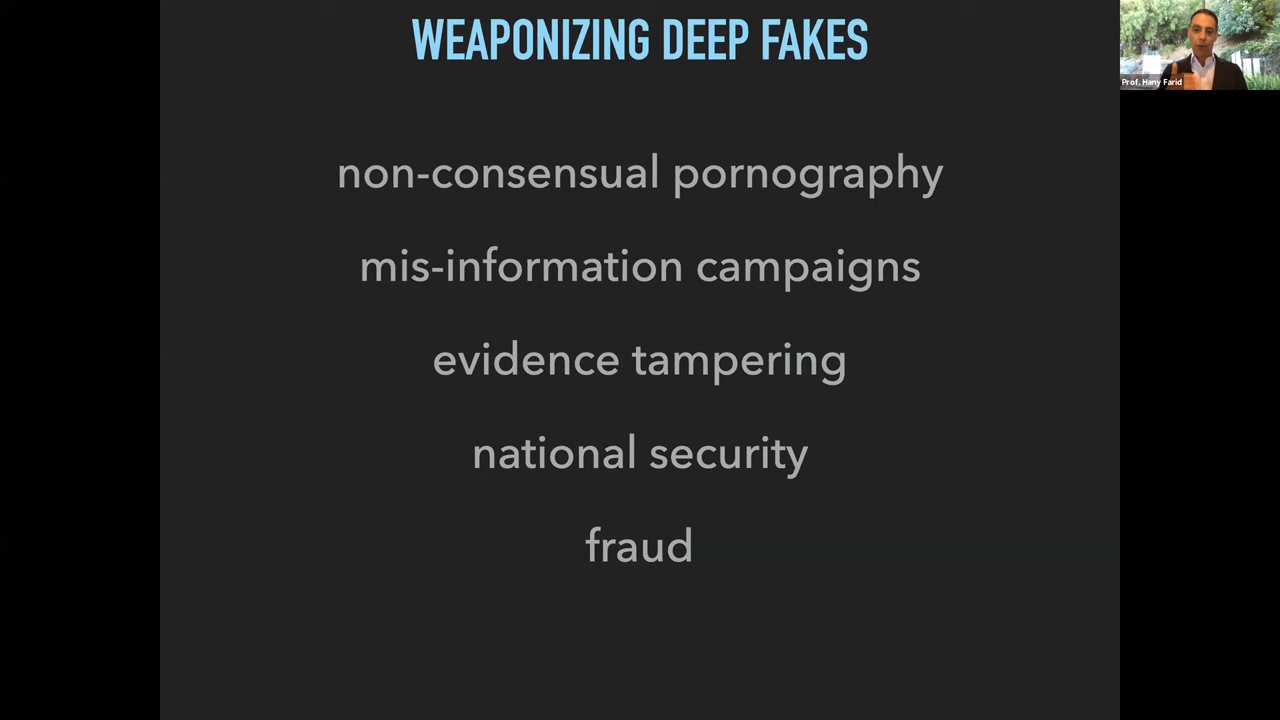 WEAPONIZING DEEP FAKES
Prof. Hany Farid
non-consensual pornography
mis-information campaigns
evidence tampering
national security
fraud